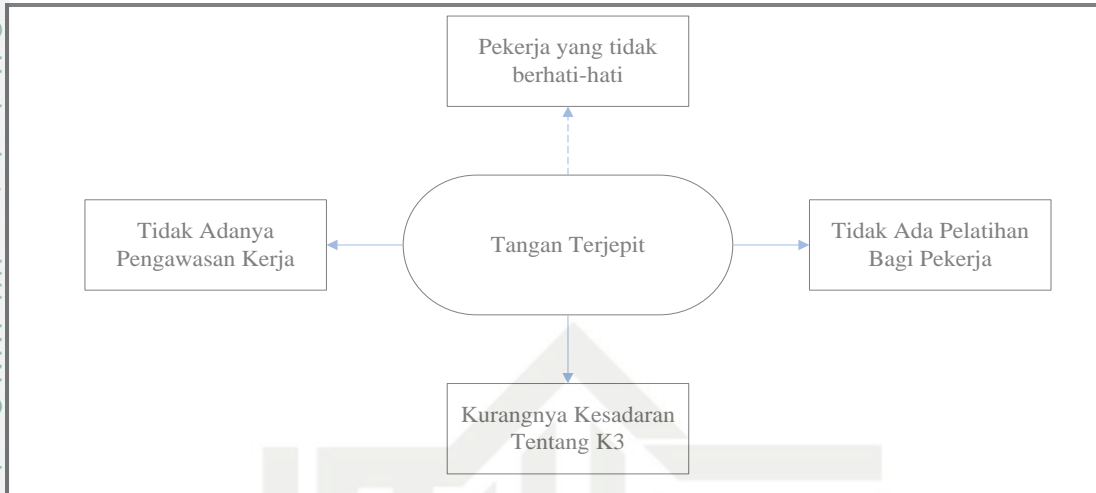 Pekerja yang tidak
berhati-hati
Tidak Adanya
Pengawasan Kerja
Tangan Terjepit
Tidak Ada Pelatihan
Bagi Pekerja
Kurangnya Kesadaran
Tentang K3